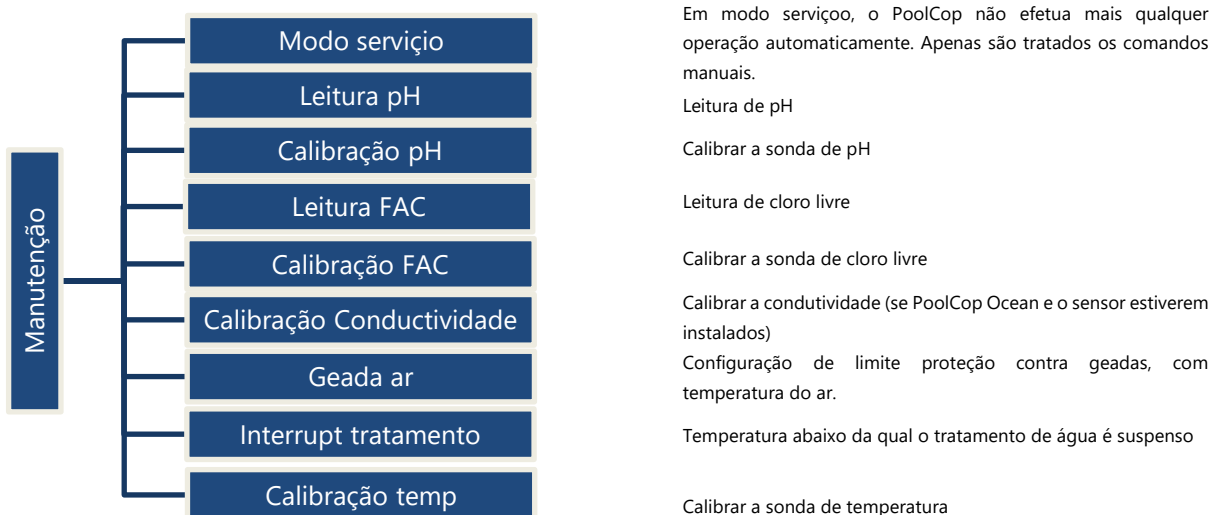 Manutenção
Modo serviçio
Em modo serviçoo, o PoolCop não efetua mais qualquer
operação automaticamente. Apenas são tratados os comandos
manuais.
Leitura pH
Leitura de pH
Calibração pH
Calibrar a sonda de pH
Leitura FAC
Leitura de cloro livre
Calibração FAC
Calibrar a sonda de cloro livre
Calibração Conductividade
Calibrar a condutividade (se PoolCop Ocean e o sensor estiverem
instalados)
Geada ar
Configuração de limite proteção contra geadas, com
temperatura do ar.
Interrupt tratamento
Temperatura abaixo da qual o tratamento de água é suspenso
Calibração temp
Calibrar a sonda de temperatura